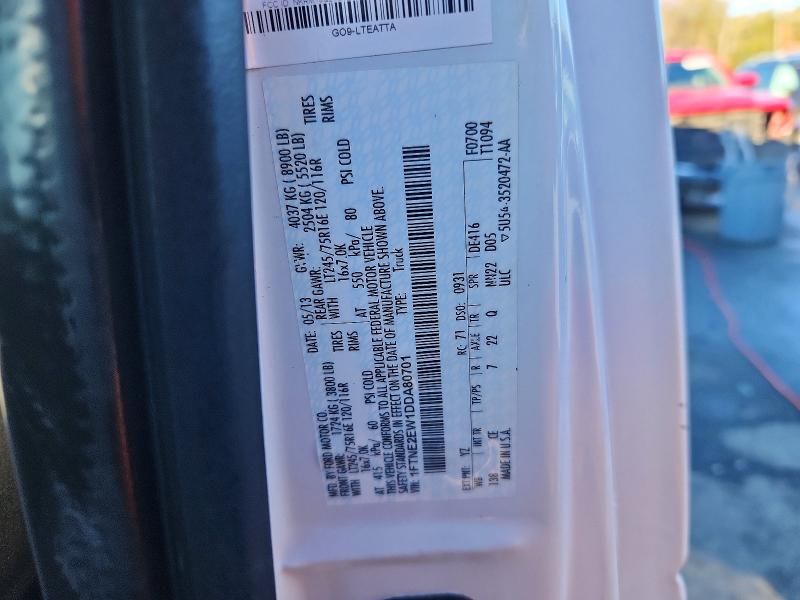 GO9-LTEATTA
MFD. BY FORD MOTOR CO.
DATE: 05/13 GVWR: 4037 KG ( 8900 LB)
FRONT GAWR: 1724 KG (3800 LB) REAR GAWR: 2504 KG ( 5520 LB)
WITH LT245/75R16E 120/116R TIRES WITH LT245/75R16E 120/116R TIRES
16x7.0K RIMS 16x7.0K RIMS
AT 415 kPa/ 60 PSI COLD AT 550 kPa/ 80 PSI COLD
THIS VEHICLE CONFORMS TO ALL APPLICABLE FEDERAL MOTOR VEHICLE
SAFETY STANDARDS IN EFFECT ON THE DATE OF MANUFACTURE SHOWN ABOVE.
VIN: 1FTNE2EW1DDA80701 TYPE: Truck
F0700
T1094
EXT PNT: YZ RC: 71 DSO: 0931
WB INT TR TP/PS R AXLE TR SPR DE416
138 CE 7 22 Q MN22 D05
MADE IN U.S.A. ULC ▽ 5U5A-3520472-AA